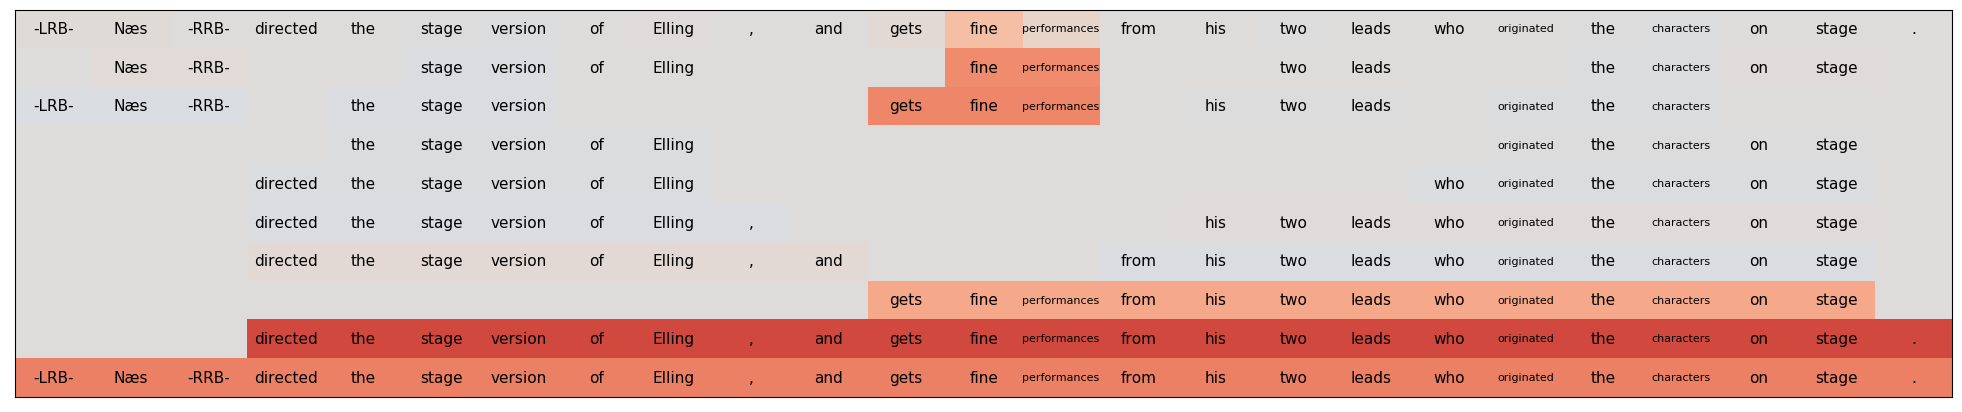 -LRB- Næs -RRB- directed the stage version of Elling , and gets fine performances from his two leads who originated the characters on stage .
Næs -RRB- stage version of Elling fine performances two leads the characters on stage
-LRB- Næs -RRB- the stage version gets fine performances his two leads originated the characters
the stage version of Elling originated the characters on stage
directed the stage version of Elling who originated the characters on stage
directed the stage version of Elling , his two leads who originated the characters on stage
directed the stage version of Elling , and from his two leads who originated the characters on stage
gets fine performances from his two leads who originated the characters on stage
directed the stage version of Elling , and gets fine performances from his two leads who originated the characters on stage .
-LRB- Næs -RRB- directed the stage version of Elling , and gets fine performances from his two leads who originated the characters on stage .